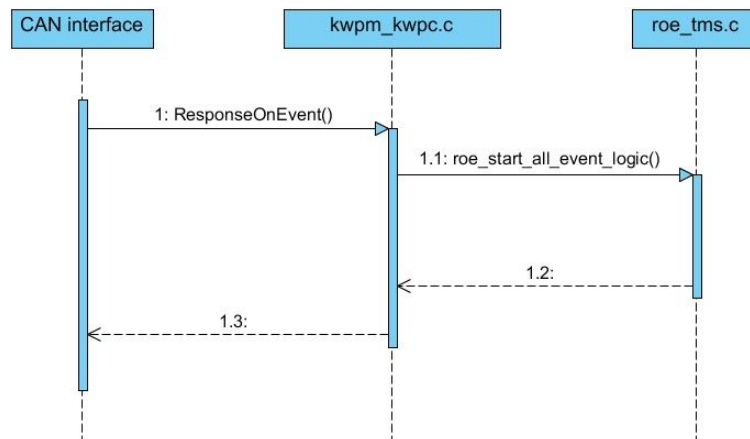 CAN interface
kwpm_kwpc.c
roe_tms.c
1: ResponseOnEvent()
1.1: roe_start_all_event_logic()
1.2:
1.3: